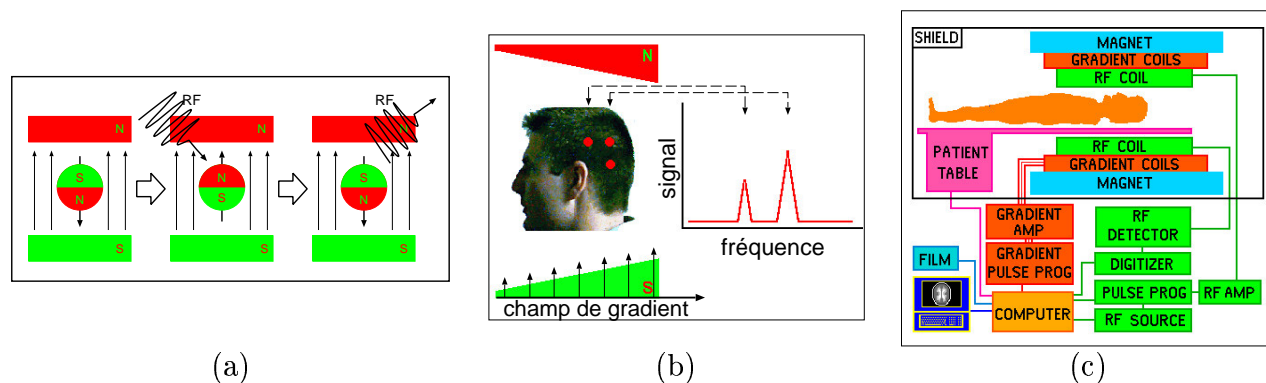 RF
RF
N
N
N
S
N
N
S
S
N
S
S
S
N
signal
fréquence
S
champ de gradient
SHIELD
MAGNET
GRADIENT COILS
RF COIL
RF COIL
GRADIENT COILS
MAGNET
PATIENT
TABLE
GRADIENT
AMP
RF
DETECTOR
FILM
GRADIENT
PULSE PROG
DIGITIZER
PULSE PROG
RF AMP
COMPUTER
RF SOURCE
(a)
(b)
(c)